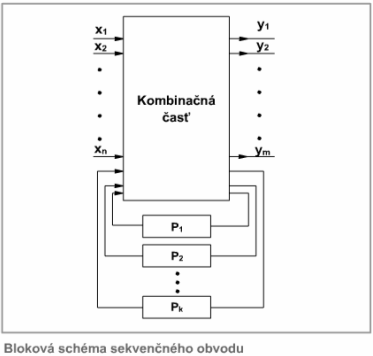 x1
y1
x2
y2
Kombinačná
časť
xn
ym
P1
P2
Pk
Bloková schéma sekvenčného obvodu